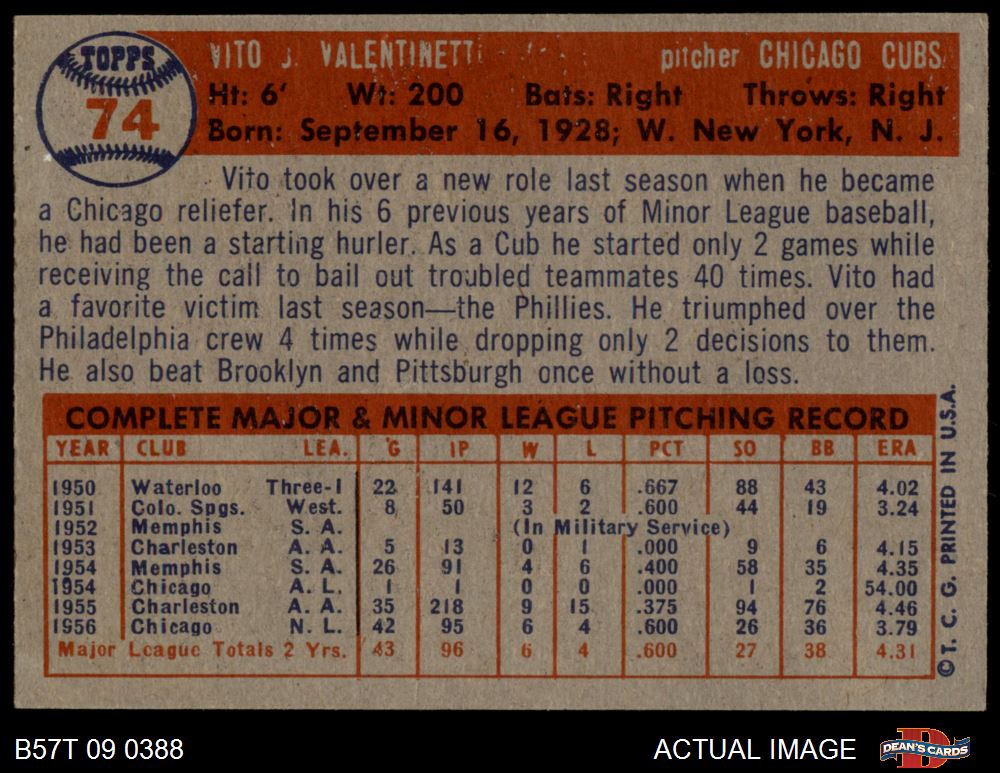 TOPPS
74
VITO J. VALENTINETTI pitcher CHICAGO CUBS
Ht: 6' Wt: 200 Bats: Right Throws: Right
Born: September 16, 1928; W. New York, N. J.
Vito took over a new role last season when he became
a Chicago reliefer. In his 6 previous years of Minor League baseball,
he had been a starting hurler. As a Cub he started only 2 games while
receiving the call to bail out troubled teammates 40 times. Vito had
a favorite victim last season—the Phillies. He triumphed over the
Philadelphia crew 4 times while dropping only 2 decisions to them.
He also beat Brooklyn and Pittsburgh once without a loss.
COMPLETE MAJOR & MINOR LEAGUE PITCHING RECORD
YEAR CLUB LEA. G IP W L PCT SO BB ERA
1950 Waterloo Three-I 22 141 12 6 .667 88 43 4.02
1951 Colo. Spgs. West. 8 50 3 2 .600 44 19 3.24
1952 Memphis S. A. (In Military Service)
1953 Charleston A. A. 5 13 0 1 .000 9 6 4.15
1954 Memphis S. A. 26 91 4 6 .400 58 35 4.35
1954 Chicago A. L. 1 1 0 0 .000 1 2 54.00
1955 Charleston A. A. 35 218 9 15 .375 94 76 4.46
1956 Chicago N. L. 42 95 6 4 .600 26 36 3.79
Major League Totals 2 Yrs. 43 96 6 4 .600 27 38 4.31
© T. C. G. PRINTED IN U.S.A.
B57T 09 0388 ACTUAL IMAGE DEAN'S CARDS